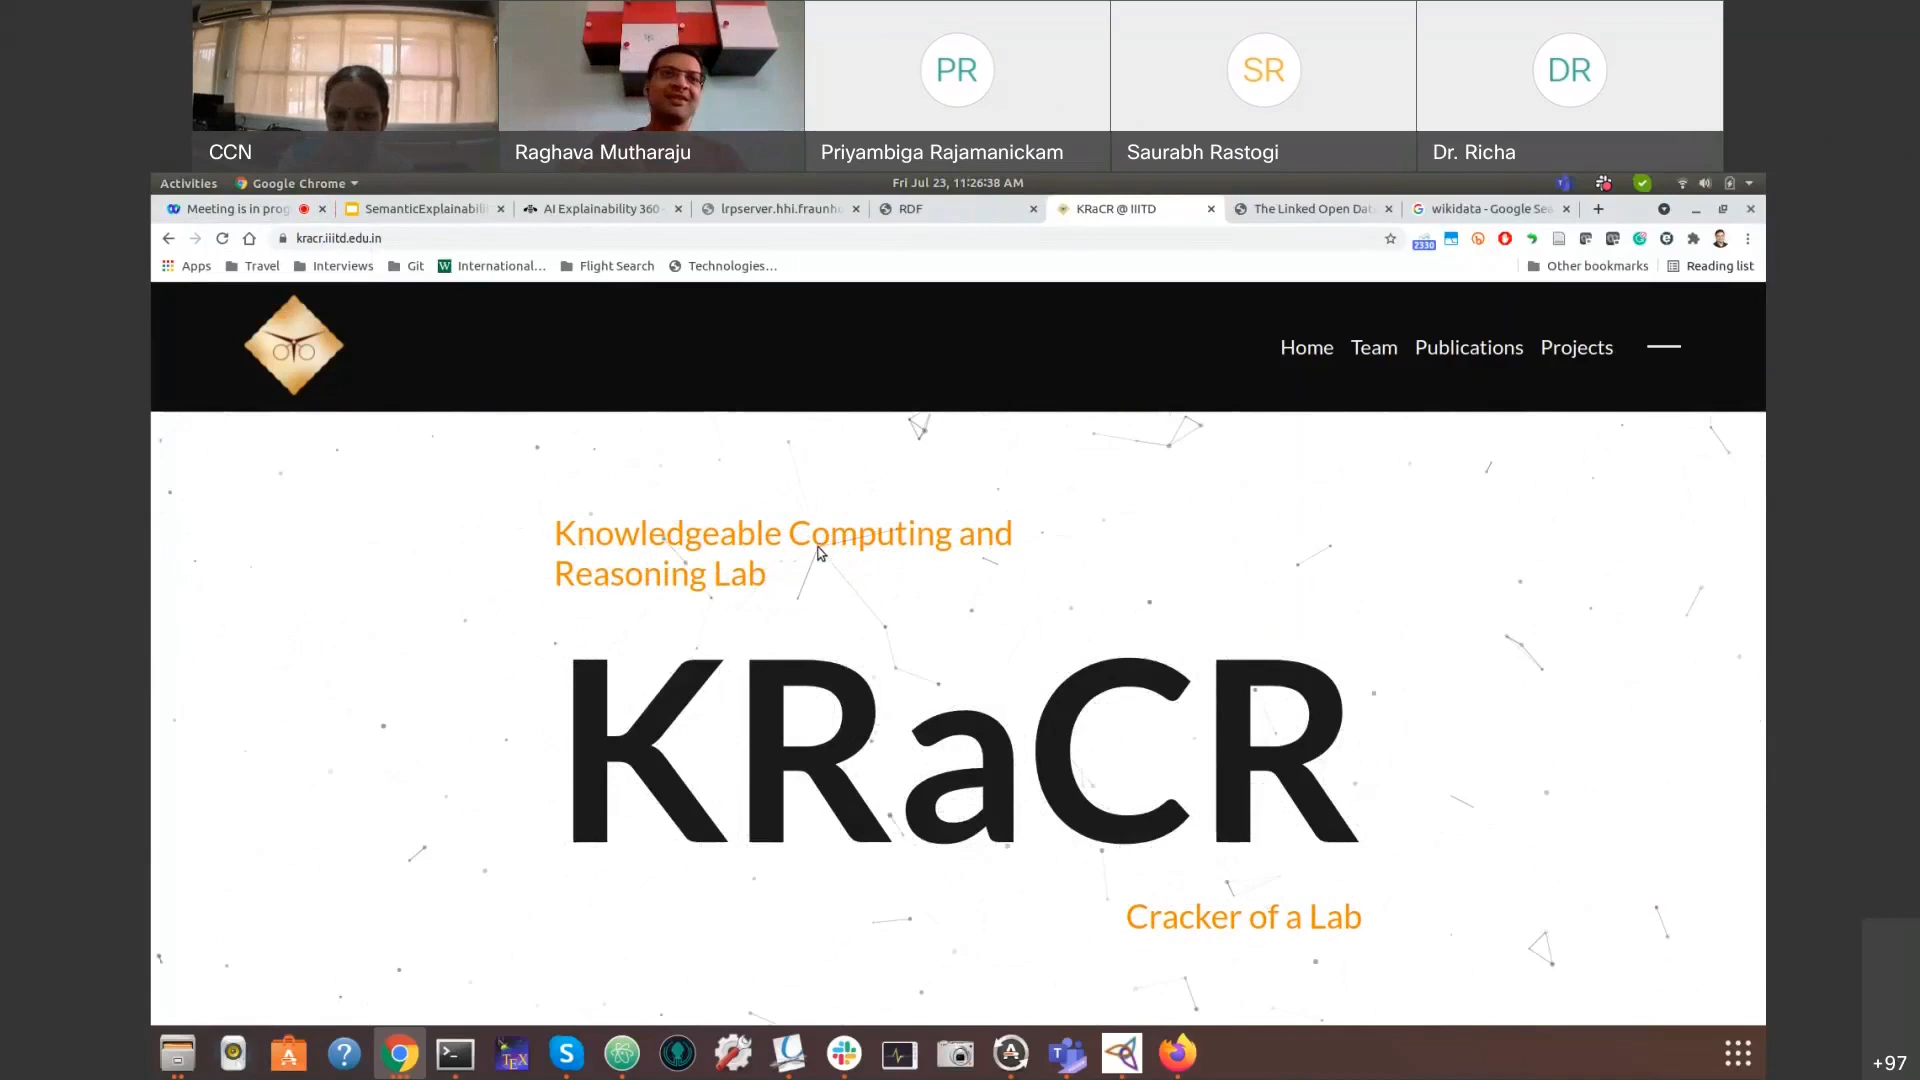 PR
SR
DR
CCN
Raghava Mutharaju
Priyambiga Rajamanickam
Saurabh Rastogi
Dr. Richa
Activities
Google Chrome
Fri Jul 23, 11:26:38 AM
Meeting is in prog
SemanticExplainabili
AI Explainability 360 -
lrpserver.hhi.fraunho
RDF
KRaCR @ IIITD
The Linked Open Dat
wikidata - Google Sea
kracr.iiitd.edu.in
2330
Apps
Travel
Interviews
Git
International...
Flight Search
Technologies...
Other bookmarks
Reading list
Home
Team
Publications
Projects
Knowledgeable Computing and
Reasoning Lab
KRaCR
Cracker of a Lab
+97